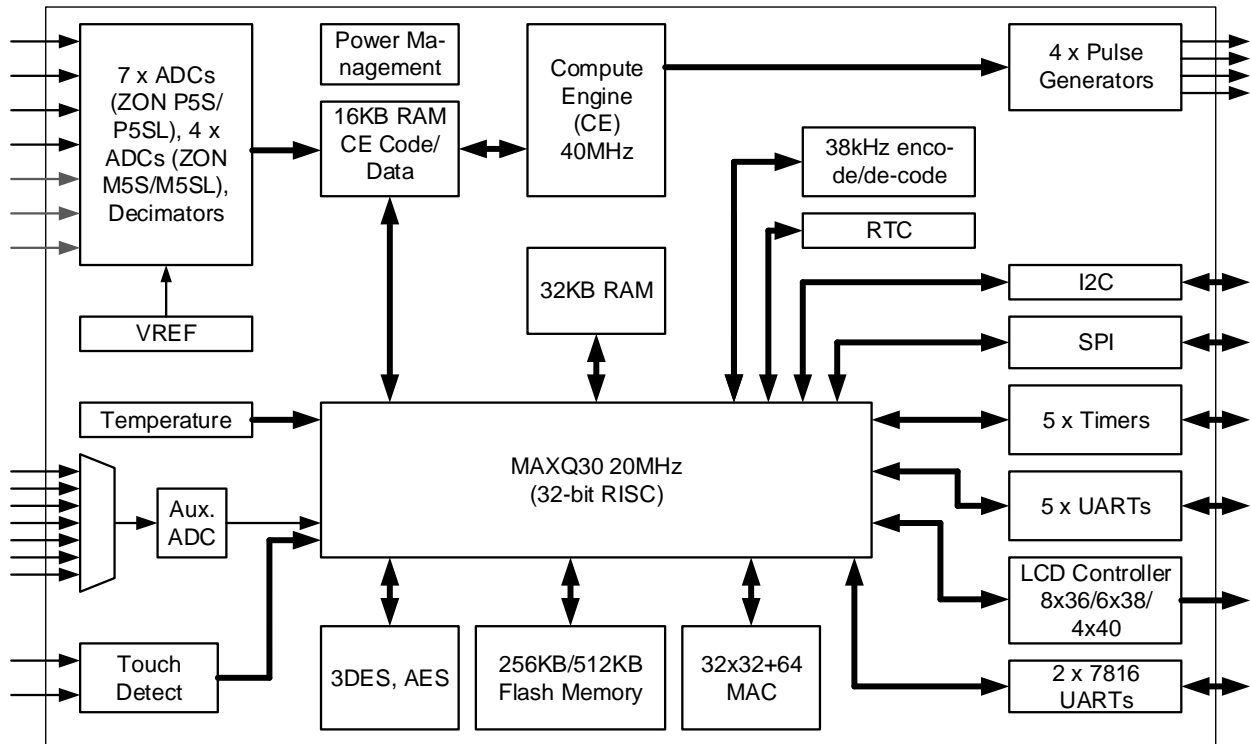 7 x ADCs
(ZON P5S/
P5SL), 4 x
ADCs (ZON
M5S/M5SL),
Decimators
VREF
Power Ma-
nagement
16KB RAM
CE Code/
Data
Compute
Engine
(CE)
40MHz
4 x Pulse
Generators
38kHz enco-
de/de-code
RTC
32KB RAM
I2C
SPI
Temperature
MAXQ30 20MHz
(32-bit RISC)
5 x Timers
Aux.
ADC
5 x UARTs
LCD Controller
8x36/6x38/
4x40
Touch
Detect
3DES, AES
256KB/512KB
Flash Memory
32x32+64
MAC
2 x 7816
UARTs